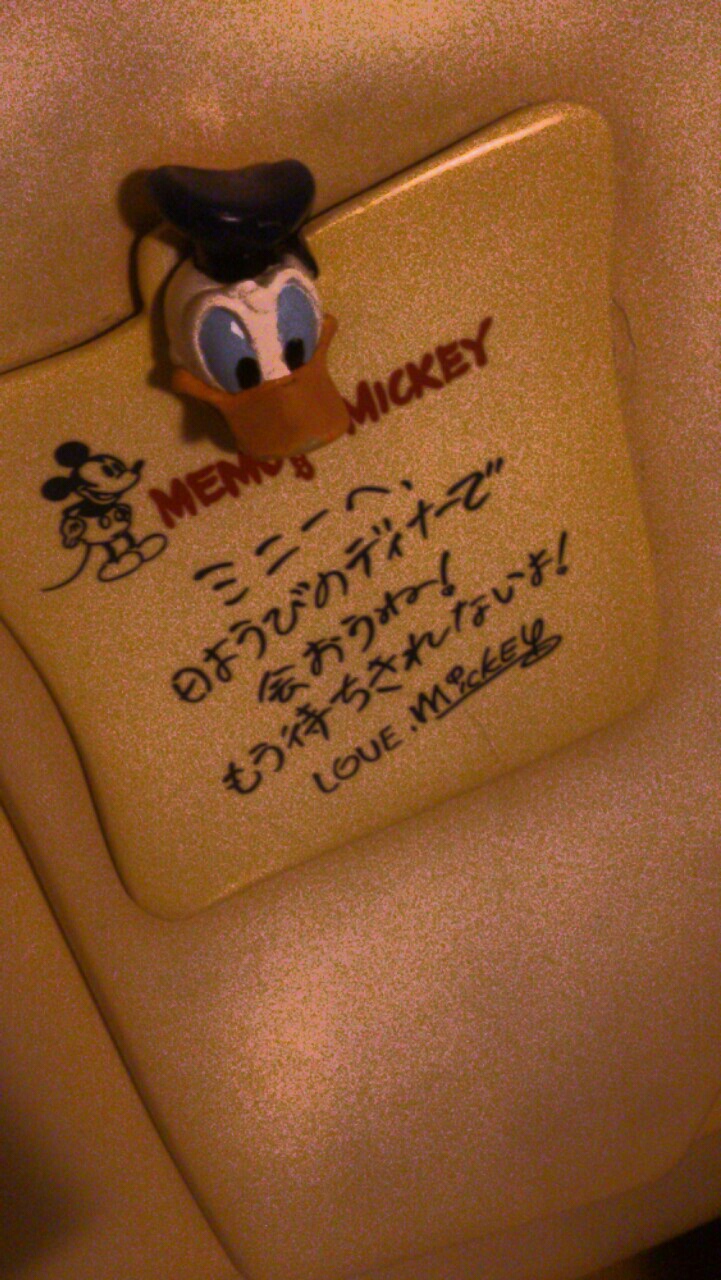 MEMO MICKEY
ミニーへ、
日ようびのディナーで
会おうねー!
もう待ちきれないよ!
LOVE. MICKEY